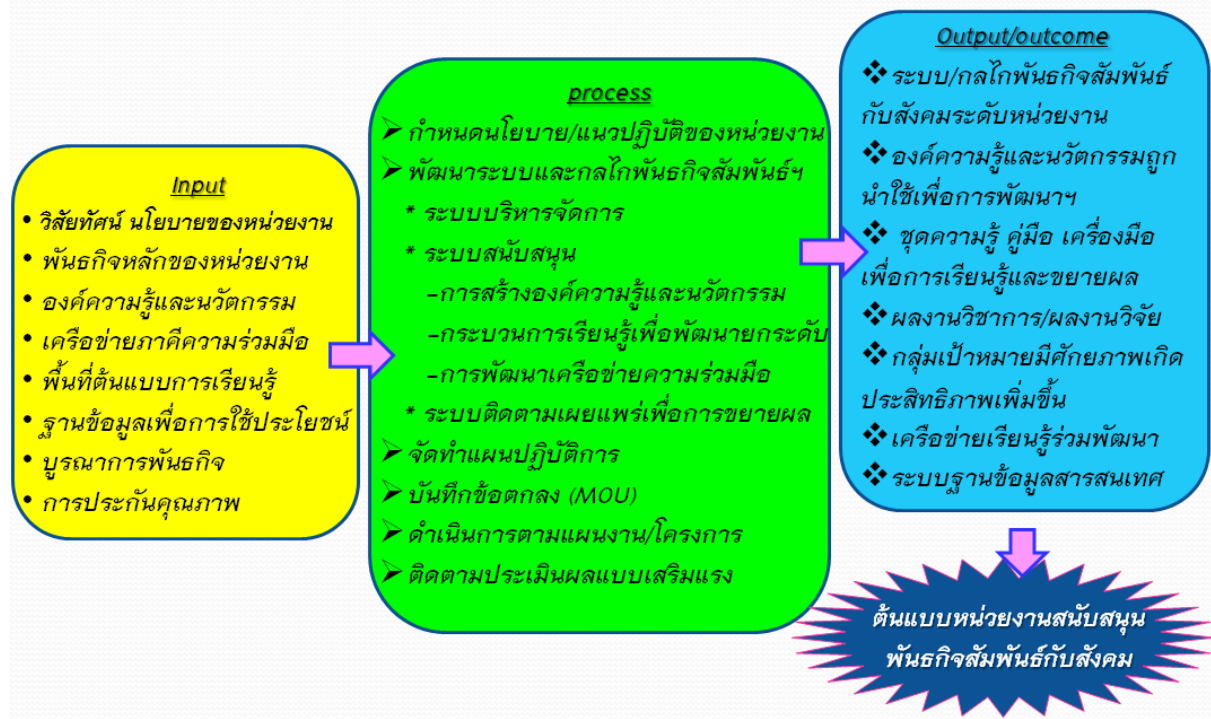 Input
• วิสัยทัศน์ นโยบายของหน่วยงาน
• พันธกิจหลักของหน่วยงาน
• องค์ความรู้และนวัตกรรม
• เครือข่ายภาคีความร่วมมือ
• พื้นที่ต้นแบบการเรียนรู้
• ฐานข้อมูลเพื่อการใช้ประโยชน์
• บูรณาการพันธกิจ
• การประกันคุณภาพ
process
➢ กำหนดนโยบาย/แนวปฏิบัติของหน่วยงาน
➢ พัฒนาระบบและกลไกพันธกิจสัมพันธ์ฯ
* ระบบบริหารจัดการ
* ระบบสนับสนุน
-การสร้างองค์ความรู้และนวัตกรรม
-กระบวนการเรียนรู้เพื่อพัฒนายกระดับ
-การพัฒนาเครือข่ายความร่วมมือ
* ระบบติดตามเผยแพร่เพื่อการขยายผล
➢ จัดทำแผนปฏิบัติการ
➢ บันทึกข้อตกลง (MOU)
➢ ดำเนินการตามแผนงาน/โครงการ
➢ ติดตามประเมินผลแบบเสริมแรง
Output/outcome
❖ ระบบ/กลไกพันธกิจสัมพันธ์
กับสังคมระดับหน่วยงาน
❖ องค์ความรู้และนวัตกรรมถูก
นำใช้เพื่อการพัฒนาฯ
❖ ชุดความรู้ คู่มือ เครื่องมือ
เพื่อการเรียนรู้และขยายผล
❖ ผลงานวิชาการ/ผลงานวิจัย
❖ กลุ่มเป้าหมายมีศักยภาพเกิด
ประสิทธิภาพเพิ่มขึ้น
❖ เครือข่ายเรียนรู้ร่วมพัฒนา
❖ ระบบฐานข้อมูลสารสนเทศ
ต้นแบบหน่วยงานสนับสนุน
พันธกิจสัมพันธ์กับสังคม